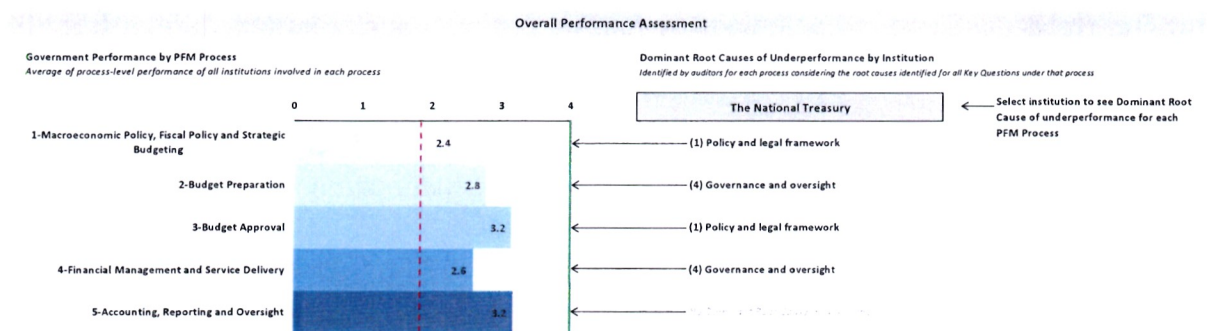 Overall Performance Assessment
Government Performance by PFM Process
Average of process-level performance of all institutions involved in each process
0 1 2 3 4
1-Macroeconomic Policy, Fiscal Policy and Strategic
Budgeting
2.4
2-Budget Preparation
2.8
3-Budget Approval
3.2
4-Financial Management and Service Delivery
2.6
5-Accounting, Reporting and Oversight
3.2
Dominant Root Causes of Underperformance by Institution
Identified by auditors for each process considering the root causes identified for all Key Questions under that process
The National Treasury
Select institution to see Dominant Root
Cause of underperformance for each
PFM Process
(1) Policy and legal framework
(4) Governance and oversight
(1) Policy and legal framework
(4) Governance and oversight